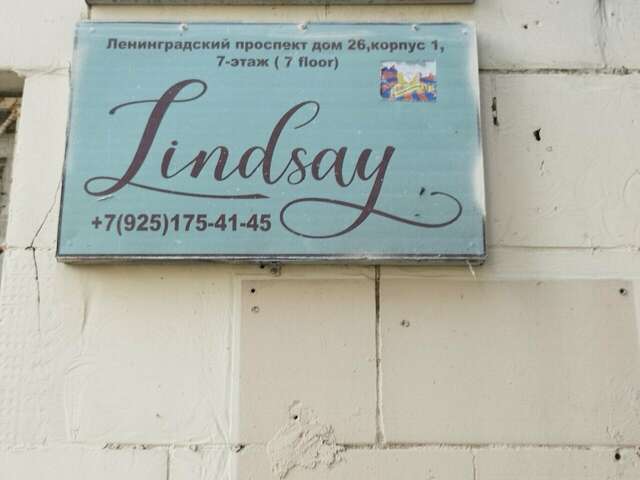 Ленинградский проспект дом 26,корпус 1,
7-этаж ( 7 floor)
Lindsay
+7(925)175-41-45